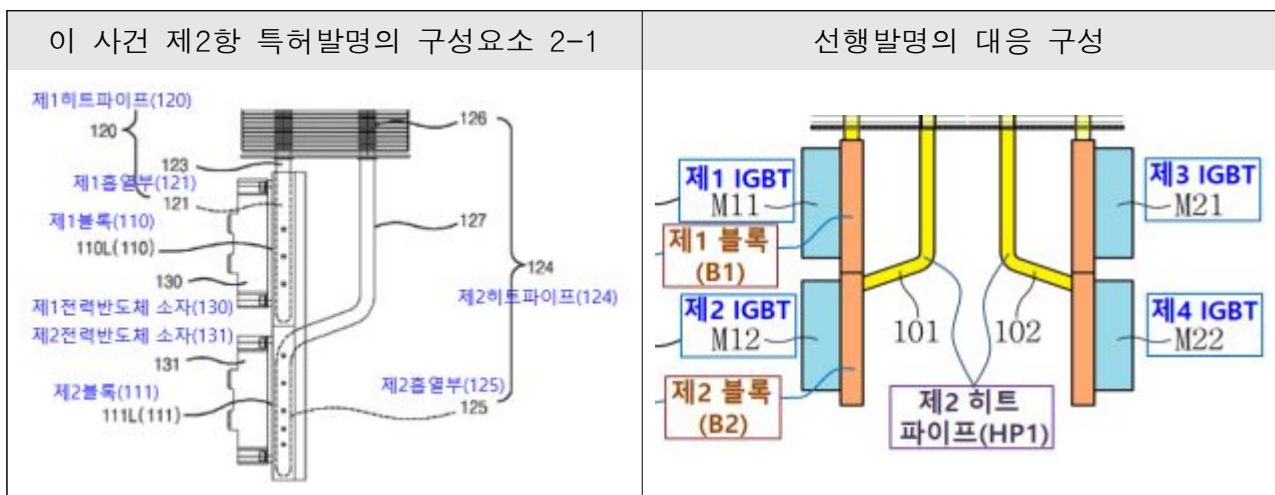 이 사건 제2항 특허발명의 구성요소 2-1
선행발명의 대응 구성
제1히트파이프(120)
120
126
123
제1흡열부(121)
121
127
제1블록(110)
110L(110)
124
130
제2히트파이프(124)
제1전력반도체 소자(130)
제2전력반도체 소자(131)
131
제2블록(111)
제2흡열부(125)
111L(111)
125
제1 IGBT
M11
제3 IGBT
M21
제1 블록
(B1)
제2 IGBT
M12
101
102
제4 IGBT
M22
제2 블록
(B2)
제2 히트
파이프(HP1)